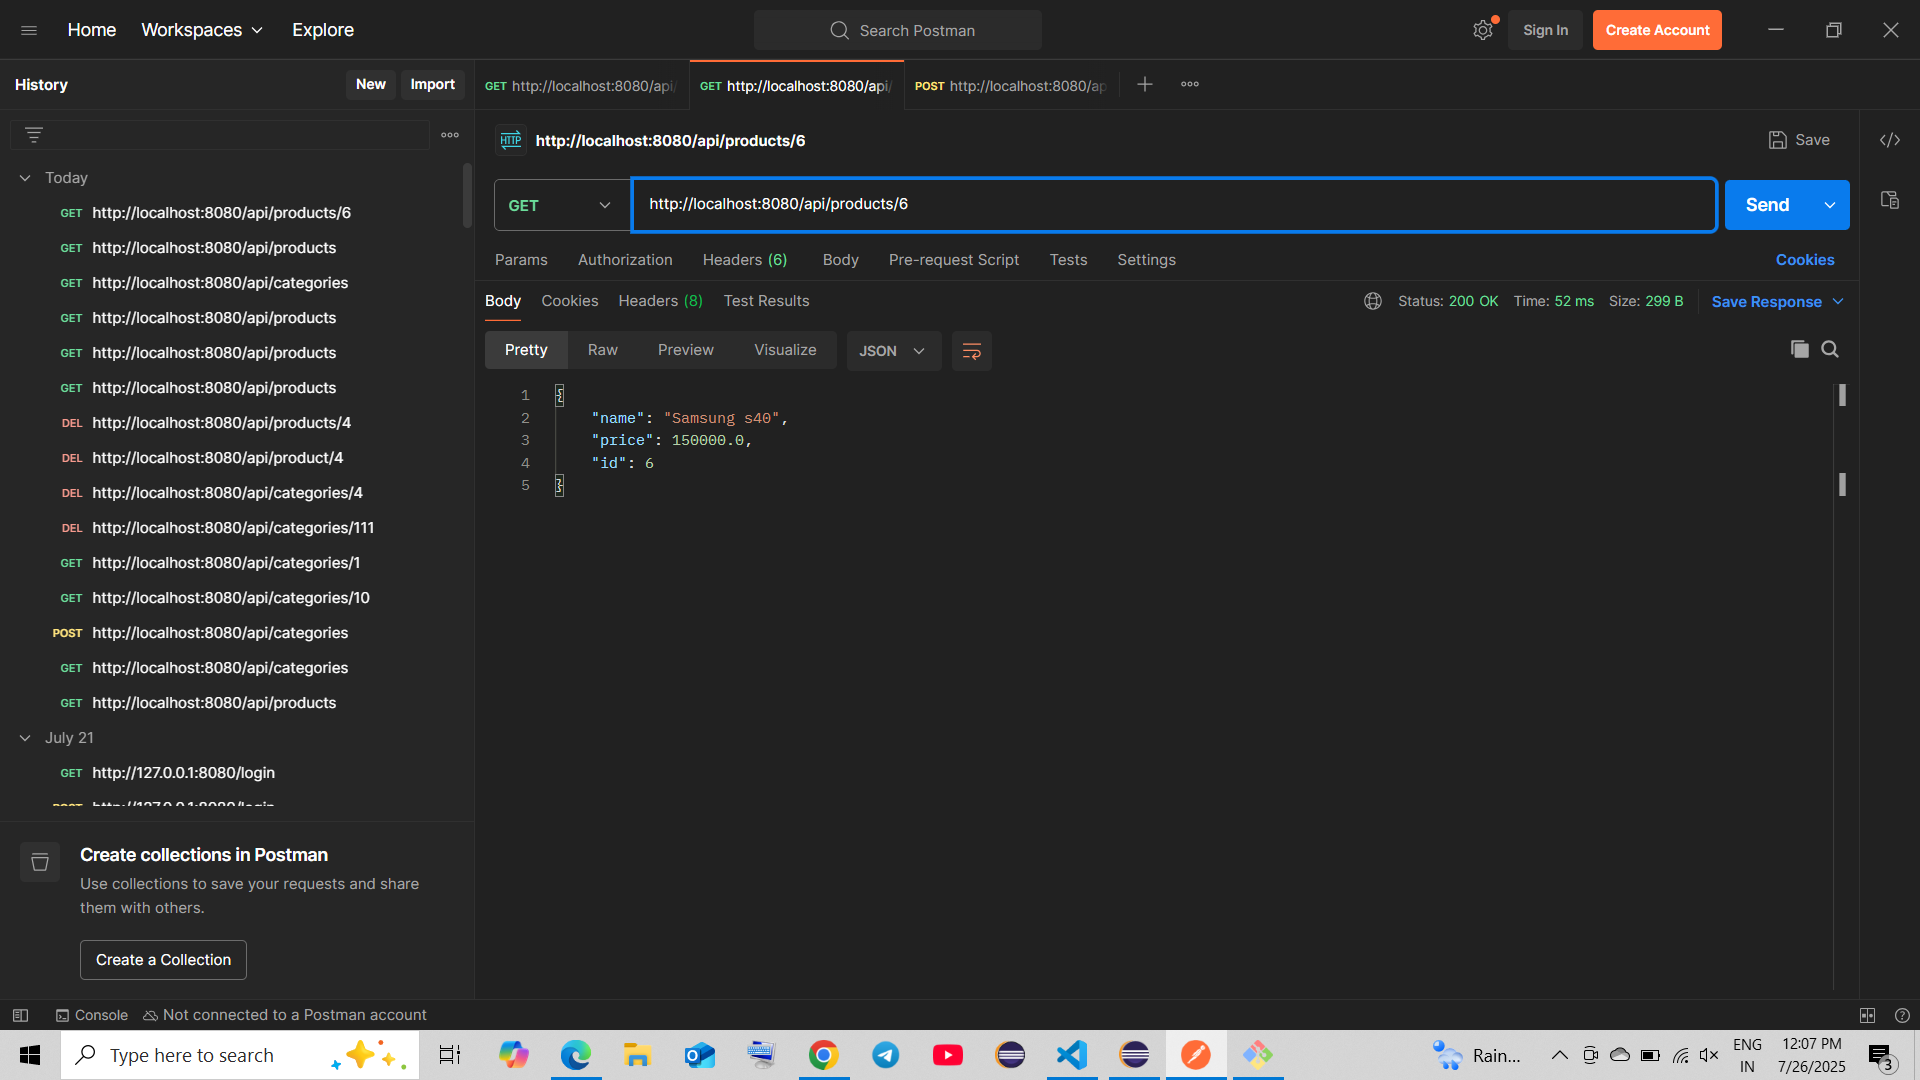 Home Workspaces Explore Search Postman Sign In Create Account
History New Import
GET http://localhost:8080/api/ GET http://localhost:8080/api/ POST http://localhost:8080/ap
HTTP http://localhost:8080/api/products/6 Save
Today
GET http://localhost:8080/api/products/6
GET http://localhost:8080/api/products
GET http://localhost:8080/api/categories
GET http://localhost:8080/api/products
GET http://localhost:8080/api/products
GET http://localhost:8080/api/products
DEL http://localhost:8080/api/products/4
DEL http://localhost:8080/api/product/4
DEL http://localhost:8080/api/categories/4
DEL http://localhost:8080/api/categories/111
GET http://localhost:8080/api/categories/1
GET http://localhost:8080/api/categories/10
POST http://localhost:8080/api/categories
GET http://localhost:8080/api/categories
GET http://localhost:8080/api/products
July 21
GET http://127.0.0.1:8080/login
POST http://127.0.0.1:8080/login
Create collections in Postman
Use collections to save your requests and share
them with others.
Create a Collection
GET http://localhost:8080/api/products/6 Send
Params Authorization Headers (6) Body Pre-request Script Tests Settings Cookies
Body Cookies Headers (8) Test Results Status: 200 OK Time: 52 ms Size: 299 B Save Response
Pretty Raw Preview Visualize JSON
1 {
2 "name": "Samsung s40",
3 "price": 150000.0,
4 "id": 6
5 }
Console Not connected to a Postman account
Type here to search Rain... ENG IN 12:07 PM 7/26/2025 3